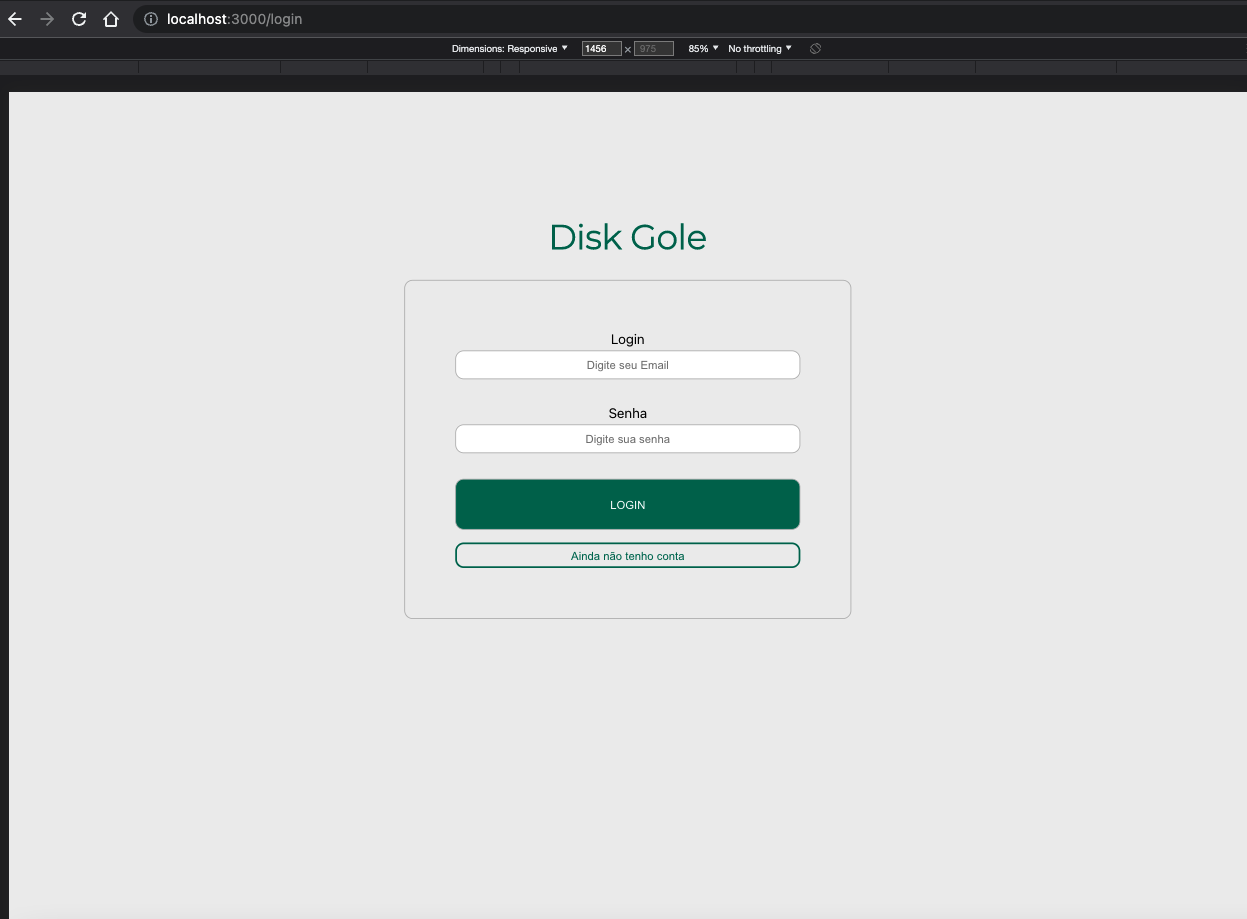 localhost:3000/login
Dimensions: Responsive ▼ 1456 × 975 85% ▼ No throttling ▼
Disk Gole
Login
Digite seu Email
Senha
Digite sua senha
LOGIN
Ainda não tenho conta